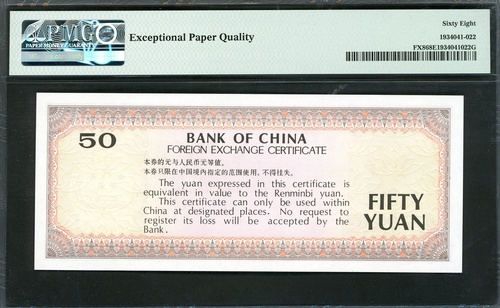 PMG
PAPER MONEY GUARANTY
Exceptional Paper Quality
Sixty Eight
1934041-022
FX868E1934041022G
50
BANK OF CHINA
FOREIGN EXCHANGE CERTIFICATE
本券的元与人民币元等值。
本券只限在中国境内指定的范围使用,不得挂失。
The yuan expressed in this certificate is
equivalent in value to the Renminbi yuan.
This certificate can only be used within
China at designated places. No request to
register its loss will be accepted by the
Bank.
FIFTY
YUAN